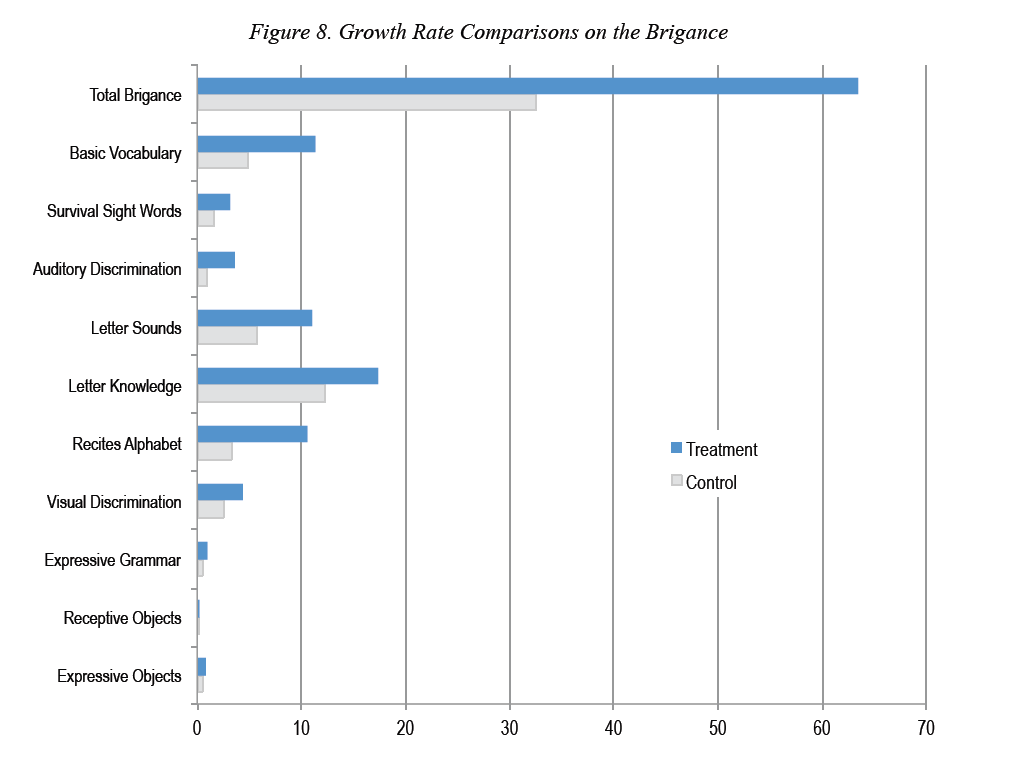 Figure 8. Growth Rate Comparisons on the Brigance
Total Brigance
Basic Vocabulary
Survival Sight Words
Auditory Discrimination
Letter Sounds
Letter Knowledge
Recites Alphabet
Visual Discrimination
Expressive Grammar
Receptive Objects
Expressive Objects
Treatment
Control
0 10 20 30 40 50 60 70